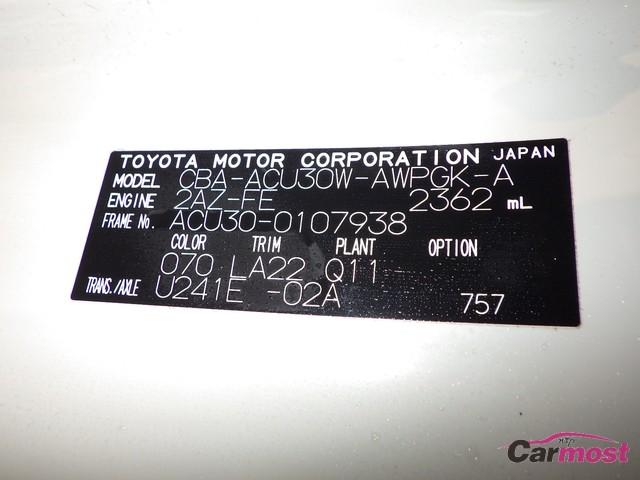 TOYOTA MOTOR CORPORATION JAPAN
MODEL CBA-ACU30W-AWPGK-A
ENGINE 2AZ-FE 2362 mL
FRAME No. ACU30-0107938
COLOR TRIM PLANT OPTION
070 LA22 Q11
TRANS./AXLE U241E -02A 757
Carmost